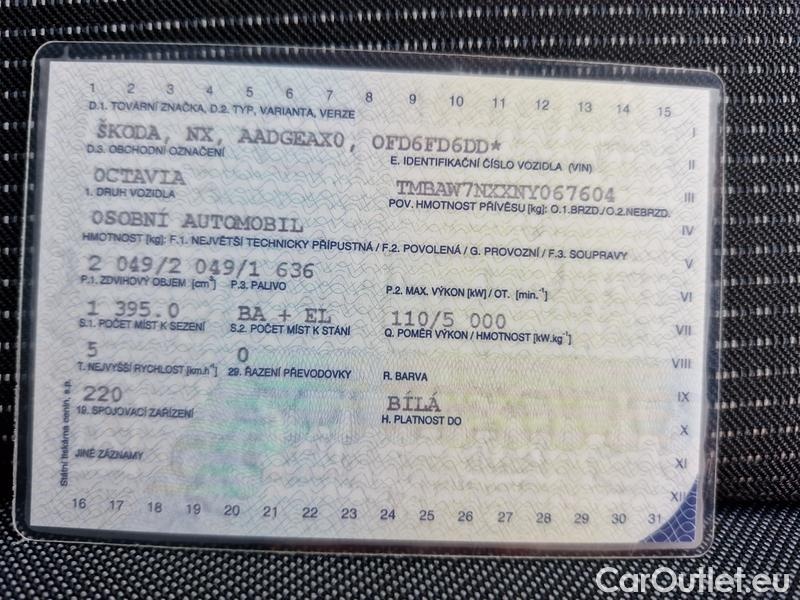 1 2 3 4 5 6 7 8 9 10 11 12 13 14 15
D.1. TOVÁRNÍ ZNAČKA, D.2. TYP, VARIANTA, VERZE
I
ŠKODA, NX, AADGEAX0, 0FD6FD6DD*
D.3. OBCHODNÍ OZNAČENÍ E. IDENTIFIKAČNÍ ČÍSLO VOZIDLA (VIN)
II
OCTAVIA TMBAW7NXXNY067604
III
1. DRUH VOZIDLA POV. HMOTNOST PŘÍVĚSU [kg]: O.1.BRZD./O.2.NEBRZD.
OSOBNÍ AUTOMOBIL
IV
HMOTNOST [kg]: F.1. NEJVĚTŠÍ TECHNICKY PŘÍPUSTNÁ / F.2. POVOLENÁ / G. PROVOZNÍ / F.3. SOUPRAVY
V
2 049/2 049/1 636
P.1. ZDVIHOVÝ OBJEM [cm³] P.3. PALIVO P.2. MAX. VÝKON [kW] / OT. [min.⁻¹]
VI
1 395.0 BA + EL 110/5 000
VII
S.1. POČET MÍST K SEZENÍ S.2. POČET MÍST K STÁNÍ Q. POMĚR VÝKON / HMOTNOST [kW.kg⁻¹]
5 0
VIII
T. NEJVYŠŠÍ RYCHLOST [km.h⁻¹] 29. ŘAZENÍ PŘEVODOVKY R. BARVA
220 BÍLÁ
IX
19. SPOJOVACÍ ZAŘÍZENÍ H. PLATNOST DO
X
JINÉ ZÁZNAMY
XI
XII
Státní tiskárna cenin, s.p.
16 17 18 19 20 21 22 23 24 25 26 27 28 29 30 31
CarOutlet.eu